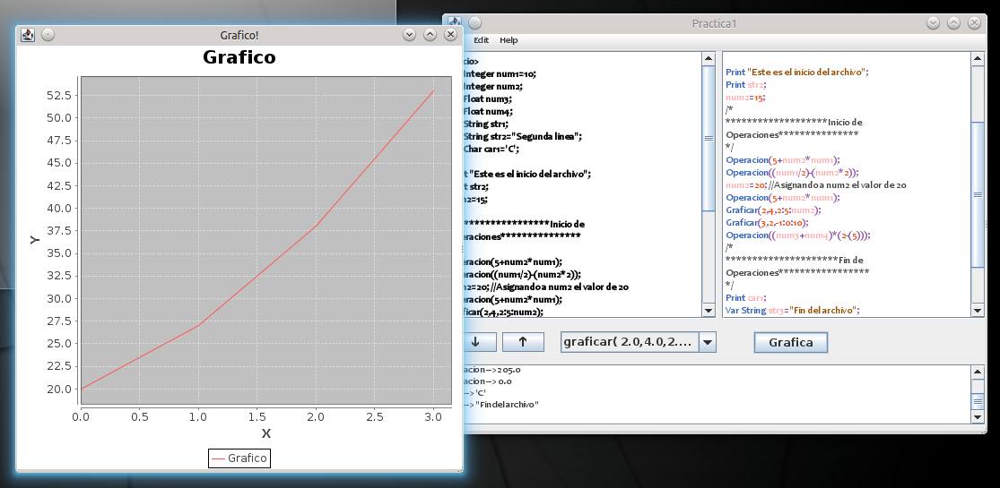 Grafico!
Grafico
52.5
50.0
47.5
45.0
42.5
40.0
37.5
35.0
32.5
30.0
27.5
25.0
22.5
20.0
Y
0.0 0.5 1.0 1.5 2.0 2.5 3.0
X
Grafico
Practica1
Edit Help
cio>
Integer num1=10;
Integer num2;
Float num3;
Float num4;
String str1;
String str2="Segunda linea";
Char car1='C';
t "Este es el inicio del archivo";
t str2;
2=15;
****************Inicio de
eraciones***************
eracion(5+num2*num1);
eracion((num1/2)-(num2*2));
2=20; //Asignando a num2 el valor de 20
eracion(5+num2*num1);
ficar(2,4,2:5:num2);
Print "Este es el inicio del archivo";
Print str2;
num2=15;
/*
*******************Inicio de
Operaciones***************
*/
Operacion(5+num2*num1);
Operacion((num1/2)-(num2*2));
num2=20; //Asignando a num2 el valor de 20
Operacion(5+num2*num1);
Graficar(2,4,2:5:num2);
Graficar(3,2,-1:0:10);
Operacion((num3+num4)*(2-(5)));
/*
*********************Fin de
Operaciones*****************
*/
Print car1;
Var String str3="Fin del archivo";
graficar( 2.0,4.0,2....
Grafica
acion-->205.0
acion-->0.0
-->'C'
-->"Fin del archivo"